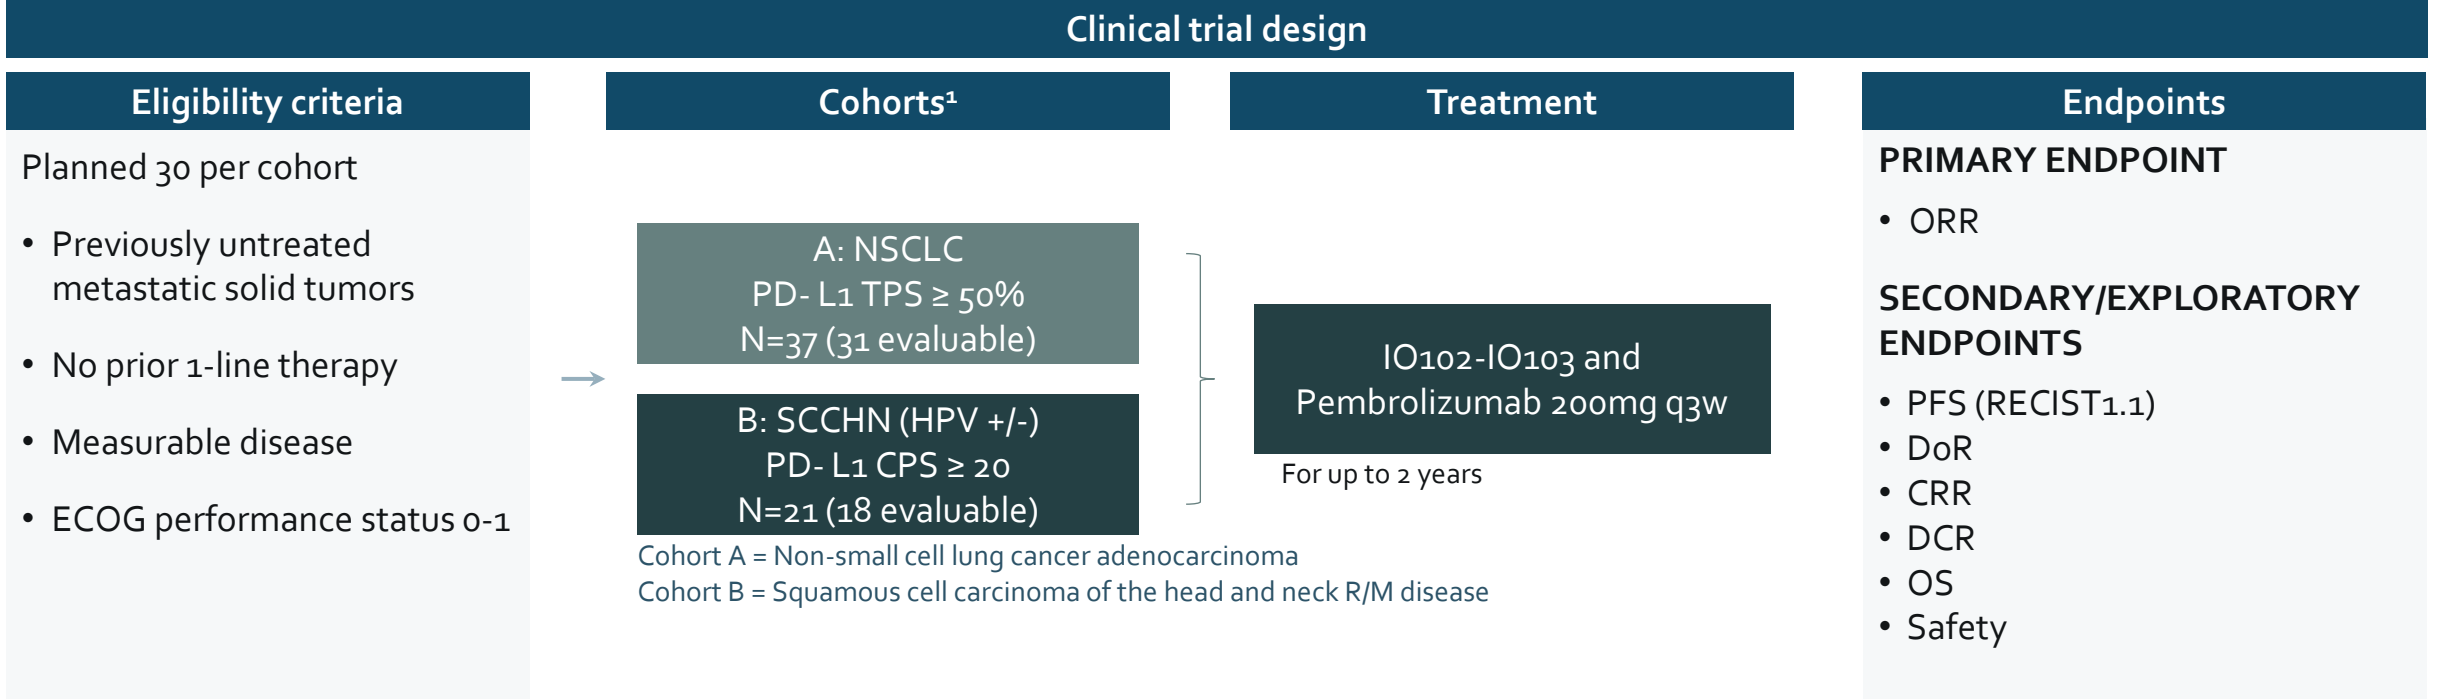 Clinical trial design
Eligibility criteria
Planned 30 per cohort
• Previously untreated
metastatic solid tumors
• No prior 1-line therapy
• Measurable disease
• ECOG performance status 0-1
Cohorts¹
A: NSCLC
PD- L1 TPS ≥ 50%
N=37 (31 evaluable)
B: SCCHN (HPV +/-)
PD- L1 CPS ≥ 20
N=21 (18 evaluable)
Cohort A = Non-small cell lung cancer adenocarcinoma
Cohort B = Squamous cell carcinoma of the head and neck R/M disease
Treatment
IO102-IO103 and
Pembrolizumab 200mg q3w
For up to 2 years
Endpoints
PRIMARY ENDPOINT
• ORR
SECONDARY/EXPLORATORY
ENDPOINTS
• PFS (RECIST1.1)
• DoR
• CRR
• DCR
• OS
• Safety